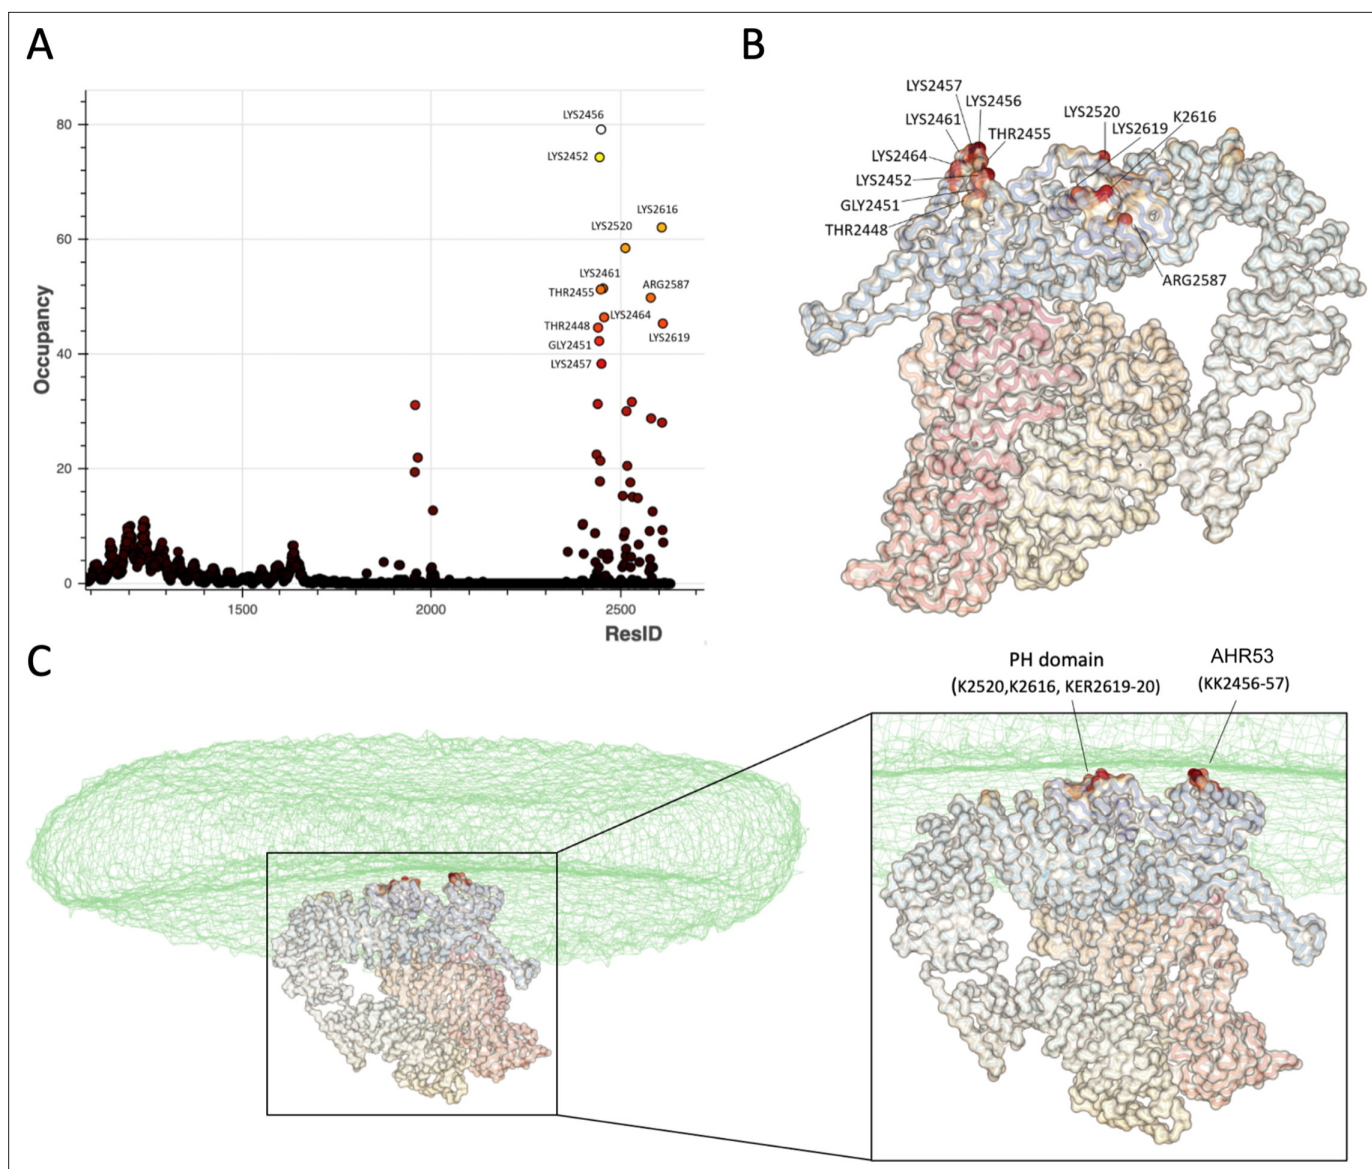 A
80
60
40
20
0
Occupancy
1500
2000
2500
ResID
LYS2456
LYS2452
LYS2616
LYS2520
LYS2461
ARG2587
THR2455
LYS2464
THR2448
LYS2619
GLY2451
LYS2457
B
LYS2457
LYS2456
LYS2461
THR2455
LYS2520
LYS2619
K2616
LYS2464
LYS2452
GLY2451
THR2448
ARG2587
C
PH domain
(K2520,K2616, KER2619-20)
AHR53
(KK2456-57)